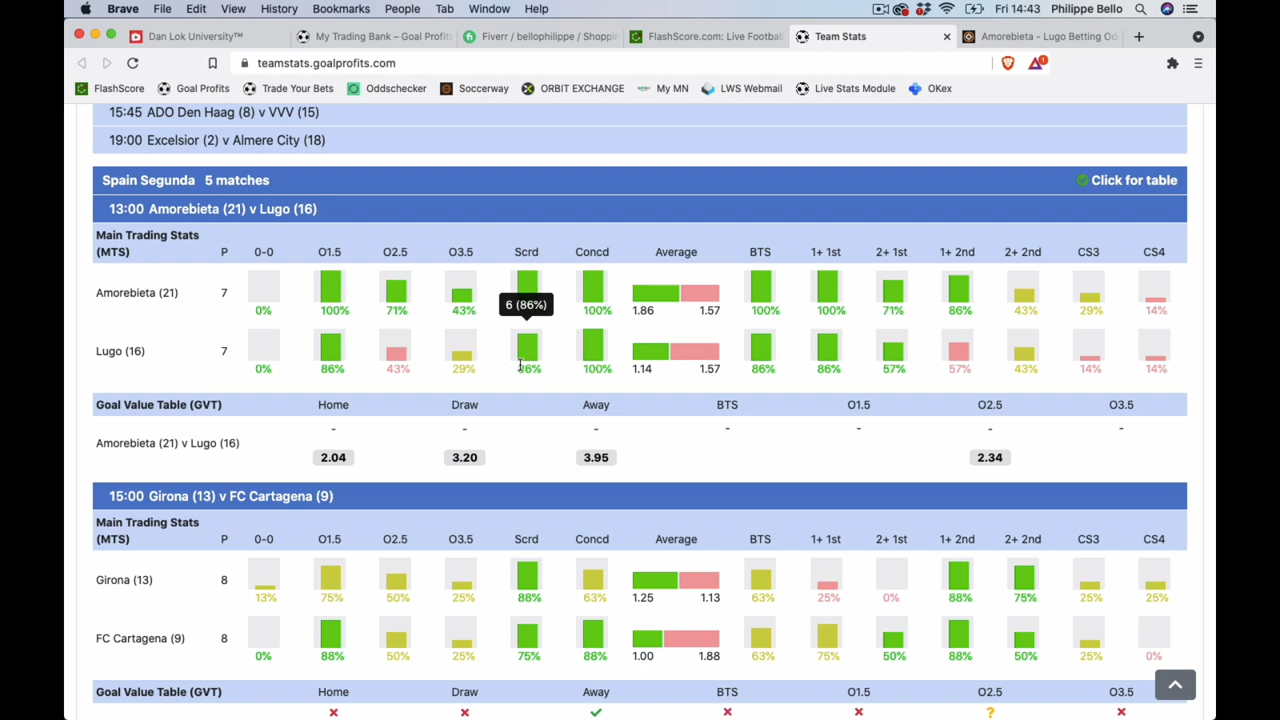 Brave File Edit View History Bookmarks People Tab Window Help Fri 14:43 Philippe Bello
Dan Lok University™ My Trading Bank – Goal Profits Fiverr / bellophilippe / Shoppin FlashScore.com: Live Football Team Stats Amorebieta - Lugo Betting Od
teamstats.goalprofits.com
FlashScore Goal Profits Trade Your Bets Oddschecker Soccerway ORBIT EXCHANGE My MN LWS Webmail Live Stats Module OKex
15:45 ADO Den Haag (8) v VVV (15)
19:00 Excelsior (2) v Almere City (18)
Spain Segunda 5 matches Click for table
13:00 Amorebieta (21) v Lugo (16)
Main Trading Stats
(MTS) P 0-0 O1.5 O2.5 O3.5 Scrd Concd Average BTS 1+ 1st 2+ 1st 1+ 2nd 2+ 2nd CS3 CS4
Amorebieta (21) 7
6 (86%)
0% 100% 71% 43% 100% 1.86 1.57 100% 100% 71% 86% 43% 29% 14%
Lugo (16) 7
0% 86% 43% 29% 86% 100% 1.14 1.57 86% 86% 57% 57% 43% 14% 14%
Goal Value Table (GVT) Home Draw Away BTS O1.5 O2.5 O3.5
- - - - - - -
Amorebieta (21) v Lugo (16)
2.04 3.20 3.95 2.34
15:00 Girona (13) v FC Cartagena (9)
Main Trading Stats
(MTS) P 0-0 O1.5 O2.5 O3.5 Scrd Concd Average BTS 1+ 1st 2+ 1st 1+ 2nd 2+ 2nd CS3 CS4
Girona (13) 8
13% 75% 50% 25% 88% 63% 1.25 1.13 63% 25% 0% 88% 75% 25% 25%
FC Cartagena (9) 8
0% 88% 50% 25% 75% 88% 1.00 1.88 63% 75% 50% 88% 50% 25% 0%
Goal Value Table (GVT) Home Draw Away BTS O1.5 O2.5 O3.5
?